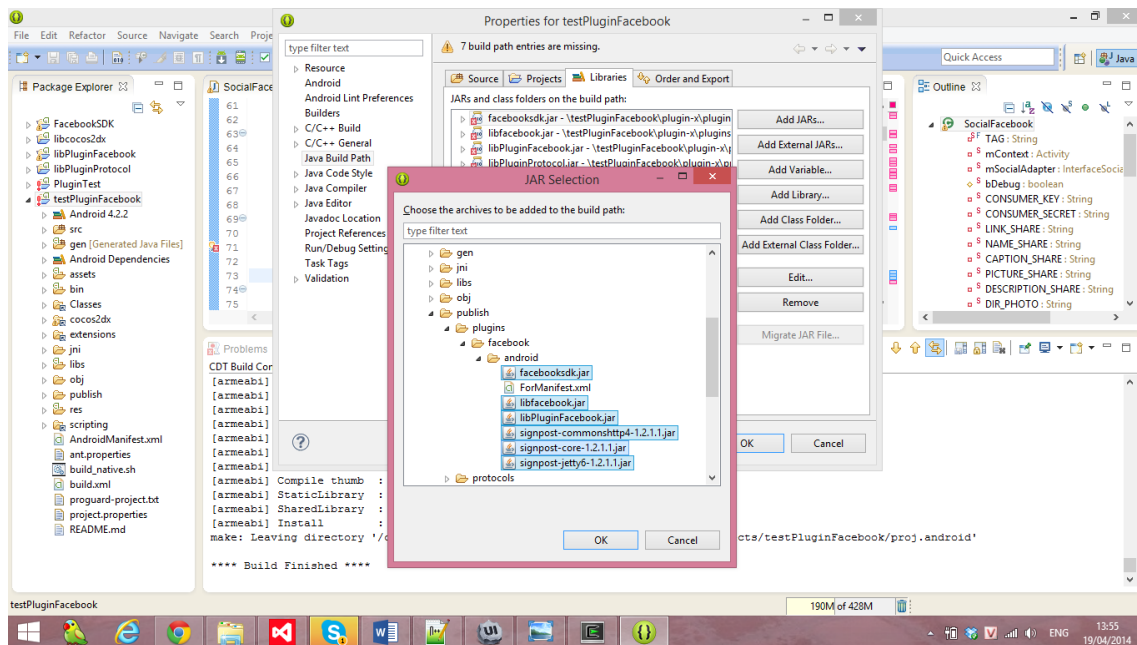 Properties for testPluginFacebook
File Edit Refactor Source Navigate Search Proje
Quick Access
Java
Package Explorer
FacebookSDK
libcocos2dx
libPluginFacebook
libPluginProtocol
PluginTest
testPluginFacebook
Android 4.2.2
src
gen [Generated Java Files]
Android Dependencies
assets
bin
Classes
cocos2dx
extensions
jni
libs
obj
publish
res
scripting
AndroidManifest.xml
ant.properties
build_native.sh
build.xml
proguard-project.txt
project.properties
README.md
SocialFace
61
62
63
64
65
66
67
68
69
70
71
72
73
74
75
type filter text
Resource
Android
Android Lint Preferences
Builders
C/C++ Build
C/C++ General
Java Build Path
Java Code Style
Java Compiler
Java Editor
Javadoc Location
Project References
Run/Debug Setting
Task Tags
Validation
7 build path entries are missing.
Source Projects Libraries Order and Export
JARs and class folders on the build path:
facebooksdk.jar - \testPluginFacebook\plugin-x\plugin
libfacebook.jar - \testPluginFacebook\plugin-x\plugins
libPluginFacebook.jar - \testPluginFacebook\plugin-x\p
libPluginProtocol.jar - \testPluginFacebook\plugin-x\p
Add JARs...
Add External JARs...
Add Variable...
Add Library...
Add Class Folder...
Add External Class Folder...
Edit...
Remove
Migrate JAR File...
OK Cancel
JAR Selection
Choose the archives to be added to the build path:
type filter text
gen
jni
libs
obj
publish
plugins
facebook
android
facebooksdk.jar
ForManifest.xml
libfacebook.jar
libPluginFacebook.jar
signpost-commonshttp4-1.2.1.1.jar
signpost-core-1.2.1.1.jar
signpost-jetty6-1.2.1.1.jar
protocols
OK Cancel
Outline
SocialFacebook
TAG : String
mContext : Activity
mSocialAdapter : InterfaceSocia
bDebug : boolean
CONSUMER_KEY : String
CONSUMER_SECRET : String
LINK_SHARE : String
NAME_SHARE : String
CAPTION_SHARE : String
PICTURE_SHARE : String
DESCRIPTION_SHARE : String
DIR_PHOTO : String
Problems
CDT Build Cor
[armeabi]
[armeabi]
[armeabi]
[armeabi]
[armeabi]
[armeabi]
[armeabi]
[armeabi] Compile thumb :
[armeabi] StaticLibrary :
[armeabi] SharedLibrary :
[armeabi] Install :
make: Leaving directory '/c cts/testPluginFacebook/proj.android'
**** Build Finished ****
testPluginFacebook
190M of 428M
ENG
13:55
19/04/2014